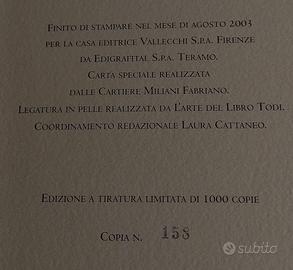 Finito di stampare nel mese di agosto 2003
per la casa editrice Vallecchi S.p.A. Firenze
da Edigrafital S.p.A. Teramo.
Carta speciale realizzata
dalle Cartiere Miliani Fabriano.
Legatura in pelle realizzata da L'arte del Libro Todi.
Coordinamento redazionale Laura Cattaneo.
Edizione a tiratura limitata di 1000 copie
Copia n. 158
subito